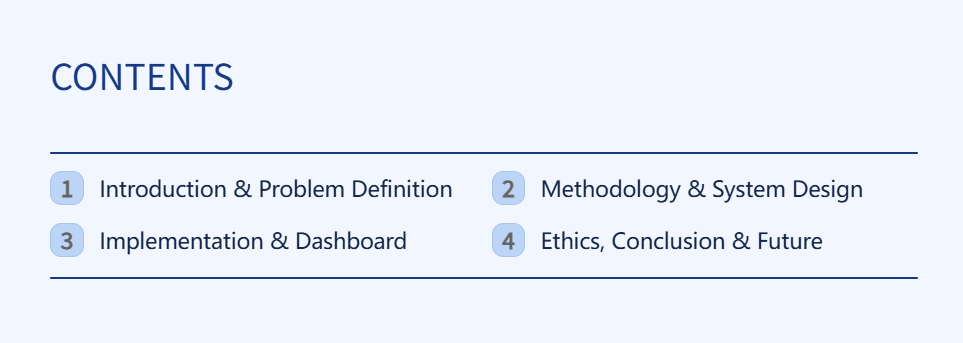 CONTENTS
1 Introduction & Problem Definition
2 Methodology & System Design
3 Implementation & Dashboard
4 Ethics, Conclusion & Future